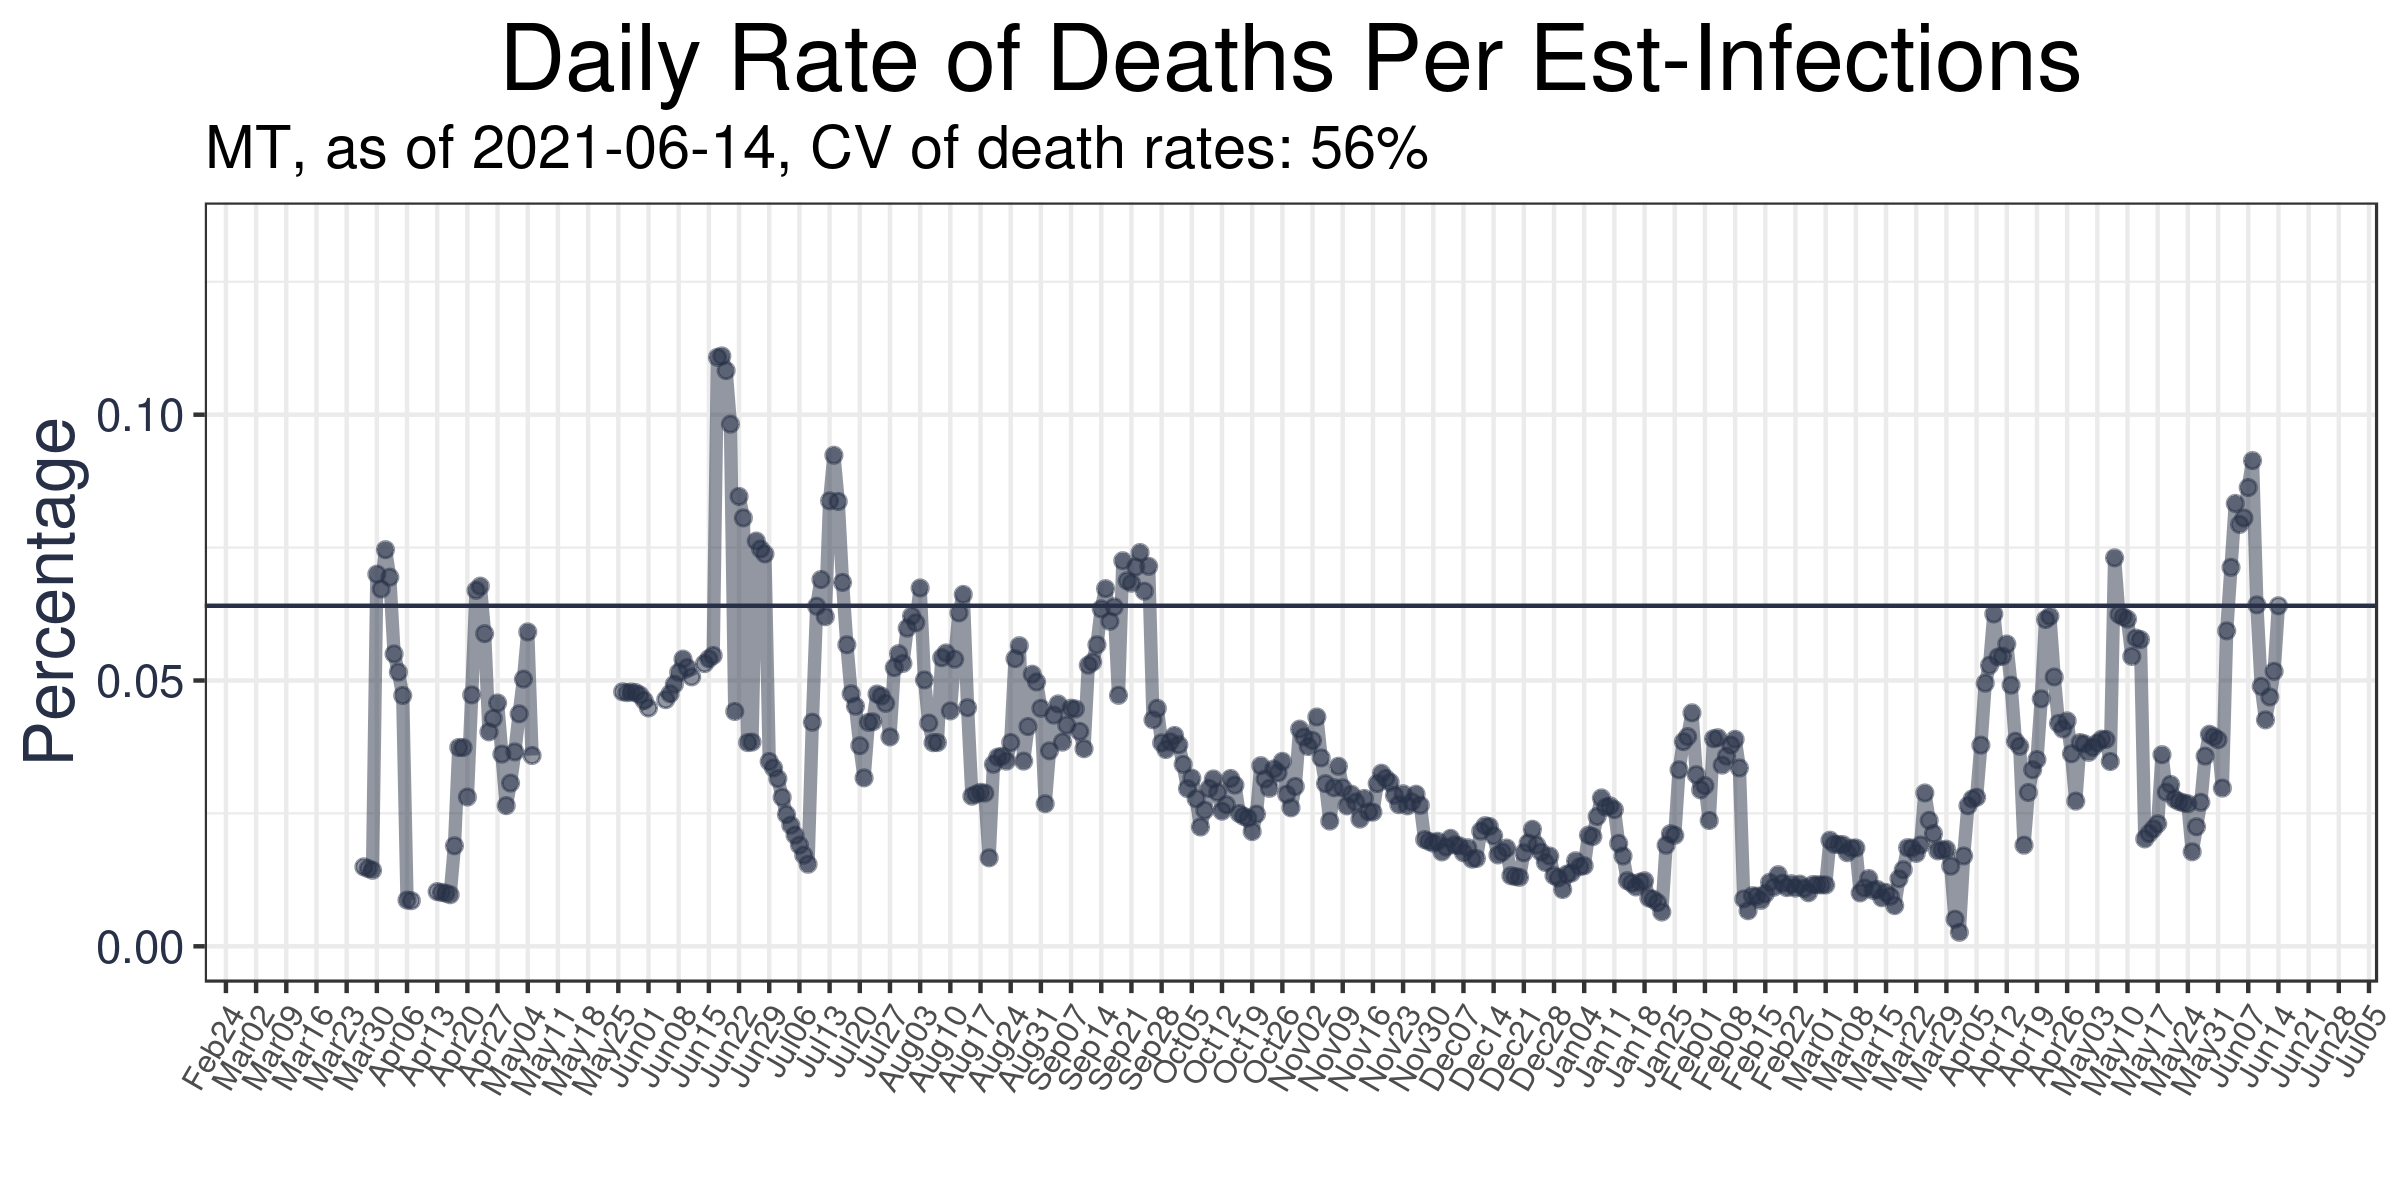 Daily Rate of Deaths Per Est-Infections
MT, as of 2021-06-14, CV of death rates: 56%
Percentage
0.10
0.05
0.00
Feb24
Mar02
Mar09
Mar16
Mar23
Mar30
Apr06
Apr13
Apr20
Apr27
May04
May11
May18
May25
Jun01
Jun08
Jun15
Jun22
Jun29
Jul06
Jul13
Jul20
Jul27
Aug03
Aug10
Aug17
Aug24
Aug31
Sep07
Sep14
Sep21
Sep28
Oct05
Oct12
Oct19
Oct26
Nov02
Nov09
Nov16
Nov23
Nov30
Dec07
Dec14
Dec21
Dec28
Jan04
Jan11
Jan18
Jan25
Feb01
Feb08
Feb15
Feb22
Mar01
Mar08
Mar15
Mar22
Mar29
Apr05
Apr12
Apr19
Apr26
May03
May10
May17
May24
May31
Jun07
Jun14
Jun21
Jun28
Jul05